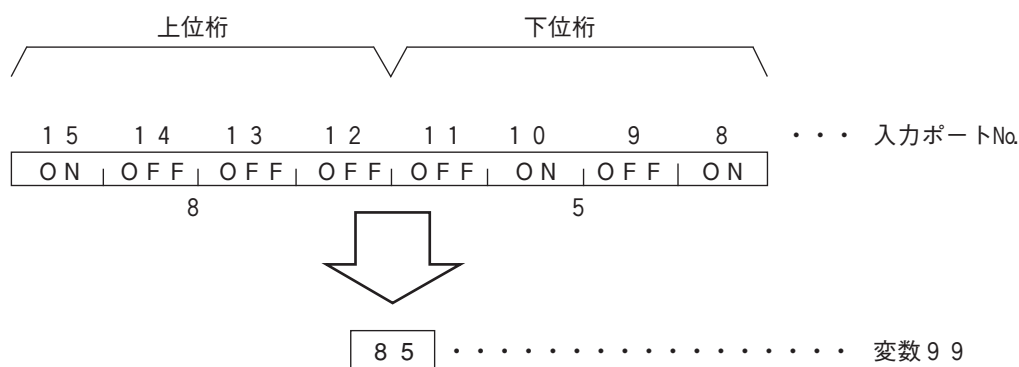 上位桁 下位桁
15 14 13 12 11 10 9 8 ・・・ 入力ポートNo.
ON OFF OFF OFF OFF ON OFF ON
8 5
85 ・・・・・・・・・・・・・・・・・ 変数99